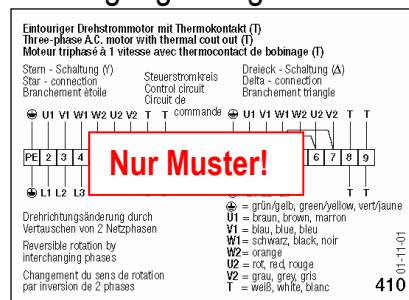 Eintouriger Drehstrommotor mit Thermokontakt (T)
Three-phase A.C. motor with thermal cout out (T)
Moteur triphasé à 1 vitesse avec thermocontact de bobinage (T)
Stern - Schaltung (Y)
Star - connection
Branchement ètoile
Steuerstromkreis
Control circuit
Circuit de
commande
Dreieck - Schaltung (Δ)
Delta - connection
Branchement triangle
U1 V1 W1 W2 U2 V2 T T
U1 V1 W1 W2 U2 V2 T T
PE 2 3 4
6 7 8 9
Nur Muster!
L1 L2 L3
T T
Drehrichtungsänderung durch
Vertauschen von 2 Netzphasen
Reversible rotation by
interchanging phases
Changement du sens de rotation
par inversion de 2 phases
= grün/gelb, green/yellow, vert/jaune
U1 = braun, brown, marron
V1 = blau, blue, bleu
W1 = schwarz, black, noir
W2 = orange
U2 = rot, red, rouge
V2 = grau, grey, gris
T = weiß, white, blanc
410
01-11-01